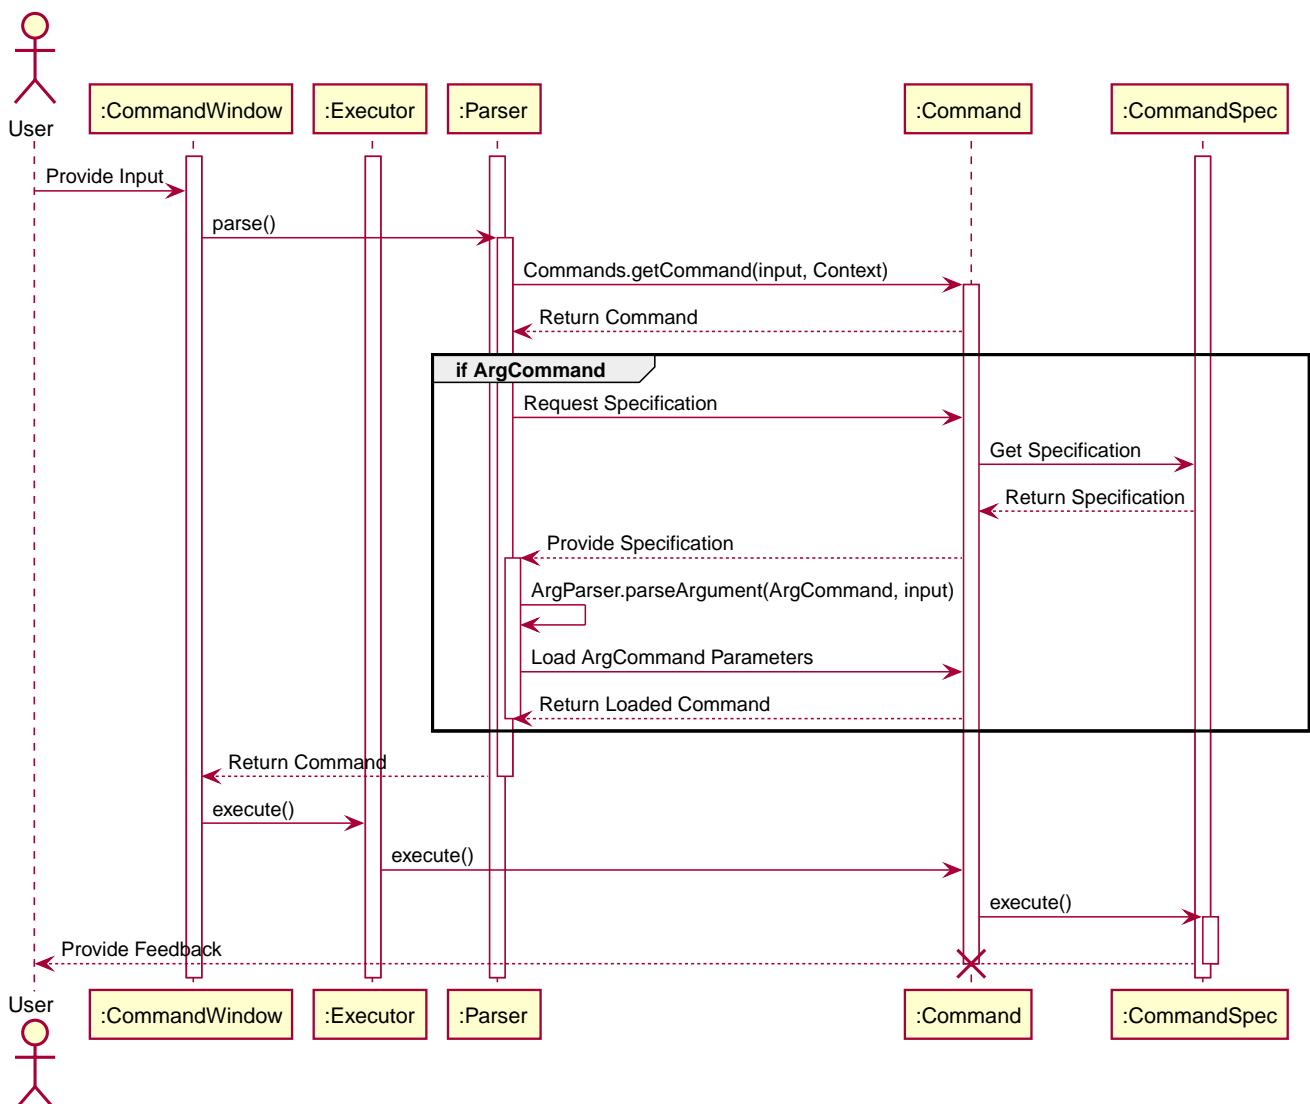 User
:CommandWindow
:Executor
:Parser
:Command
:CommandSpec
Provide Input
parse()
Commands.getCommand(input, Context)
Return Command
if ArgCommand
Request Specification
Get Specification
Return Specification
Provide Specification
ArgParser.parseArgument(ArgCommand, input)
Load ArgCommand Parameters
Return Loaded Command
Return Command
execute()
execute()
execute()
Provide Feedback
User
:CommandWindow
:Executor
:Parser
:Command
:CommandSpec